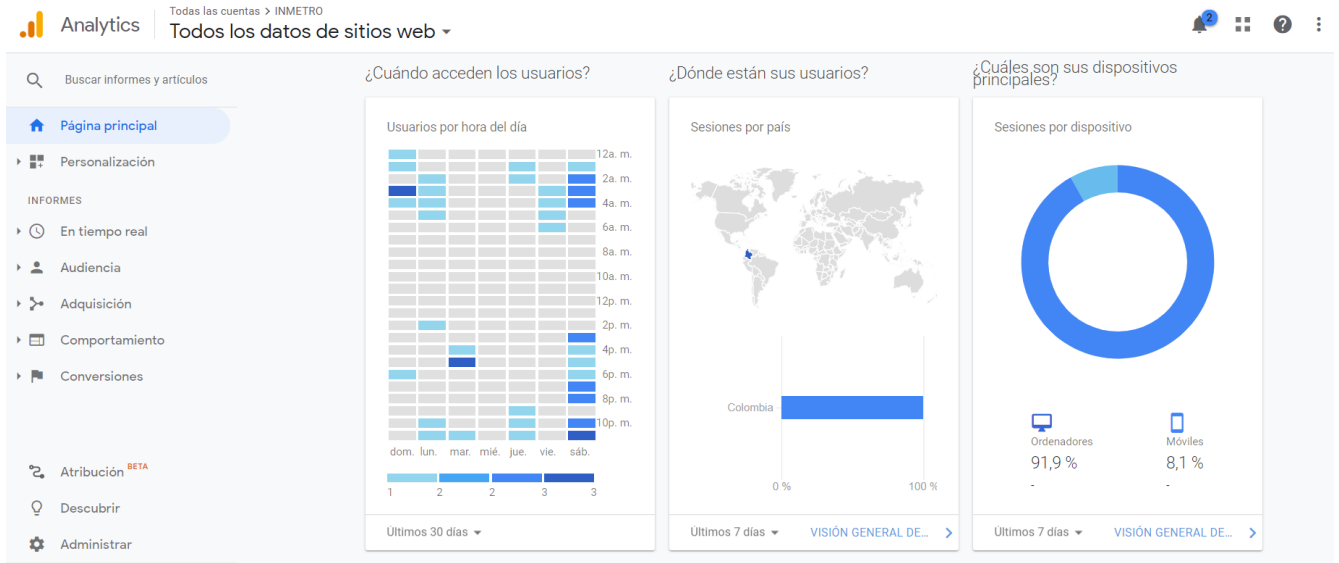 Analytics
Todas las cuentas > INMETRO
Todos los datos de sitios web
2
Buscar informes y artículos
Página principal
Personalización
INFORMES
En tiempo real
Audiencia
Adquisición
Comportamiento
Conversiones
Atribución BETA
Descubrir
Administrar
¿Cuándo acceden los usuarios?
Usuarios por hora del día
12a. m.
2a. m.
4a. m.
6a. m.
8a. m.
10a. m.
12p. m.
2p. m.
4p. m.
6p. m.
8p. m.
10p. m.
dom. lun. mar. mié. jue. vie. sáb.
1 2 2 3 3
Últimos 30 días
¿Dónde están sus usuarios?
Sesiones por país
Colombia
0 % 100 %
Últimos 7 días VISIÓN GENERAL DE...
¿Cuáles son sus dispositivos
principales?
Sesiones por dispositivo
Ordenadores Móviles
91,9 % 8,1 %
- -
Últimos 7 días VISIÓN GENERAL DE...